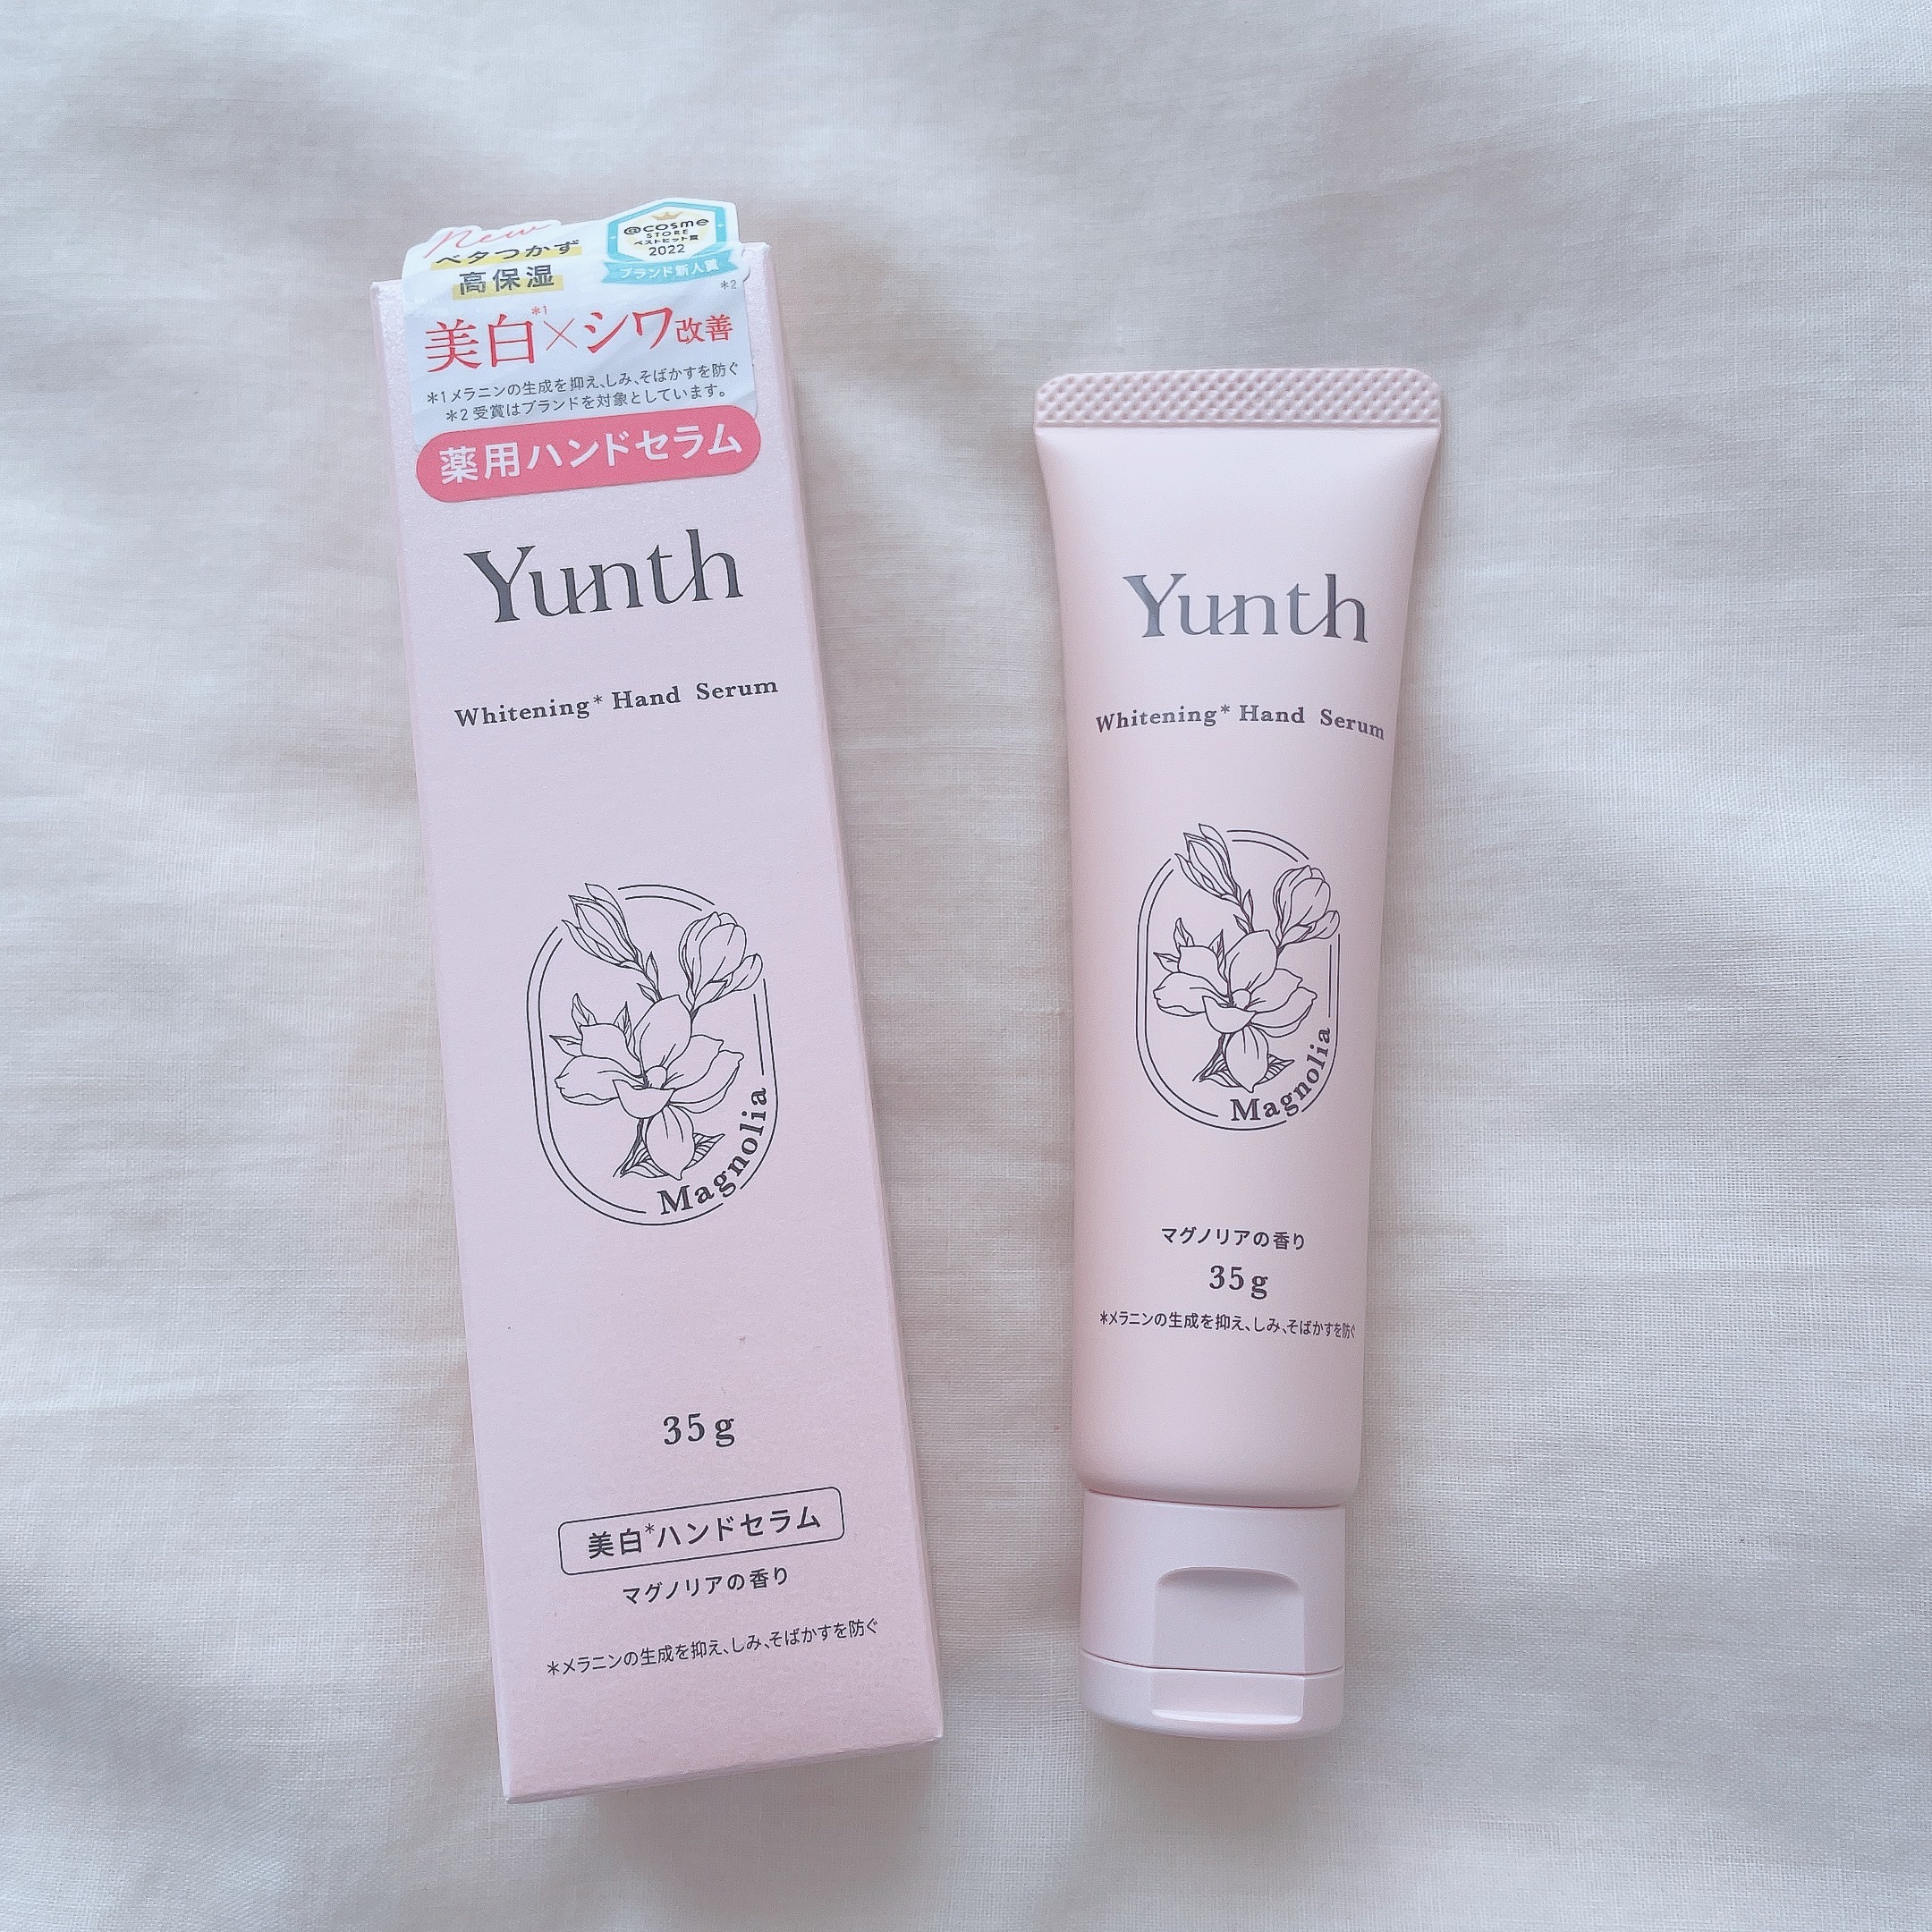 New
ベタつかず
高保湿
@cosme
STORE
ベストヒット賞
2022
ブランド新人賞
*2
美白*1×シワ改善
*1メラニンの生成を抑え、しみ、そばかすを防ぐ
*2 受賞はブランドを対象としています。
薬用ハンドセラム
Yunth
Whitening* Hand Serum
Magnolia
35g
美白*ハンドセラム
マグノリアの香り
*メラニンの生成を抑え、しみ、そばかすを防ぐ
Yunth
Whitening* Hand Serum
Magnolia
マグノリアの香り
35g
*メラニンの生成を抑え、しみ、そばかすを防ぐ